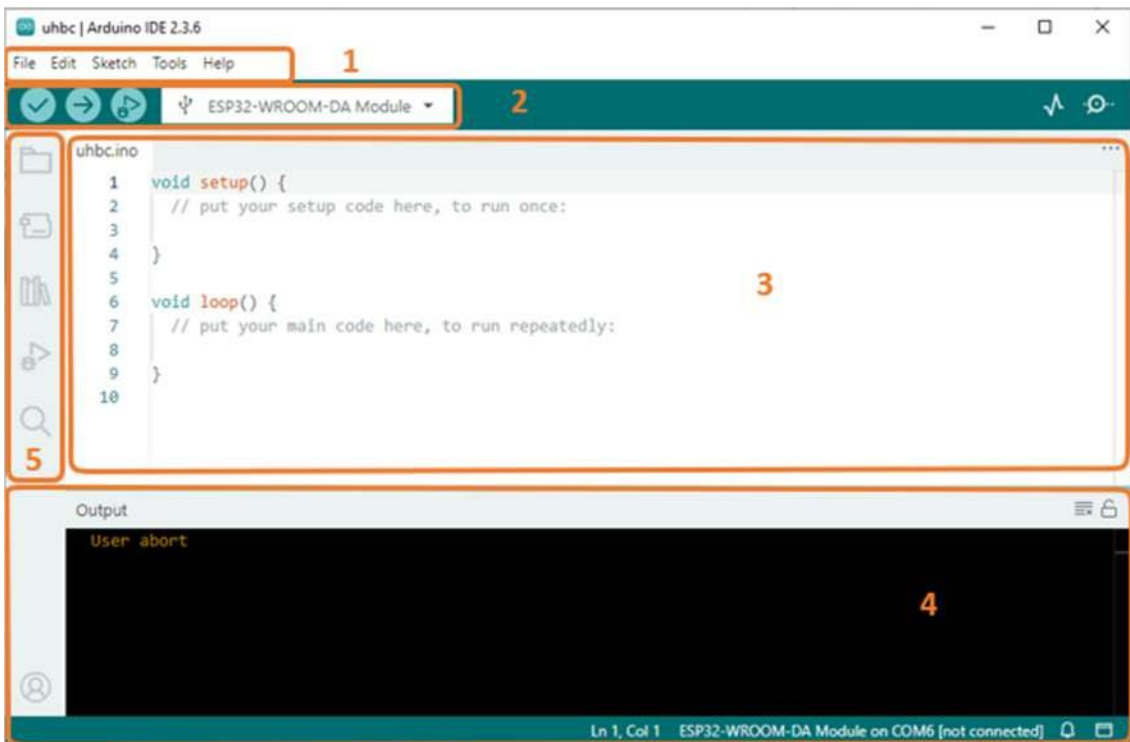 uhbc | Arduino IDE 2.3.6
File Edit Sketch Tools Help
1
ESP32-WROOM-DA Module
2
uhbc.ino
1 void setup() {
2 // put your setup code here, to run once:
3
4 }
5
6 void loop() {
7 // put your main code here, to run repeatedly:
8
9 }
10
3
5
Output
User abort
4
Ln 1, Col 1 ESP32-WROOM-DA Module on COM6 [not connected]